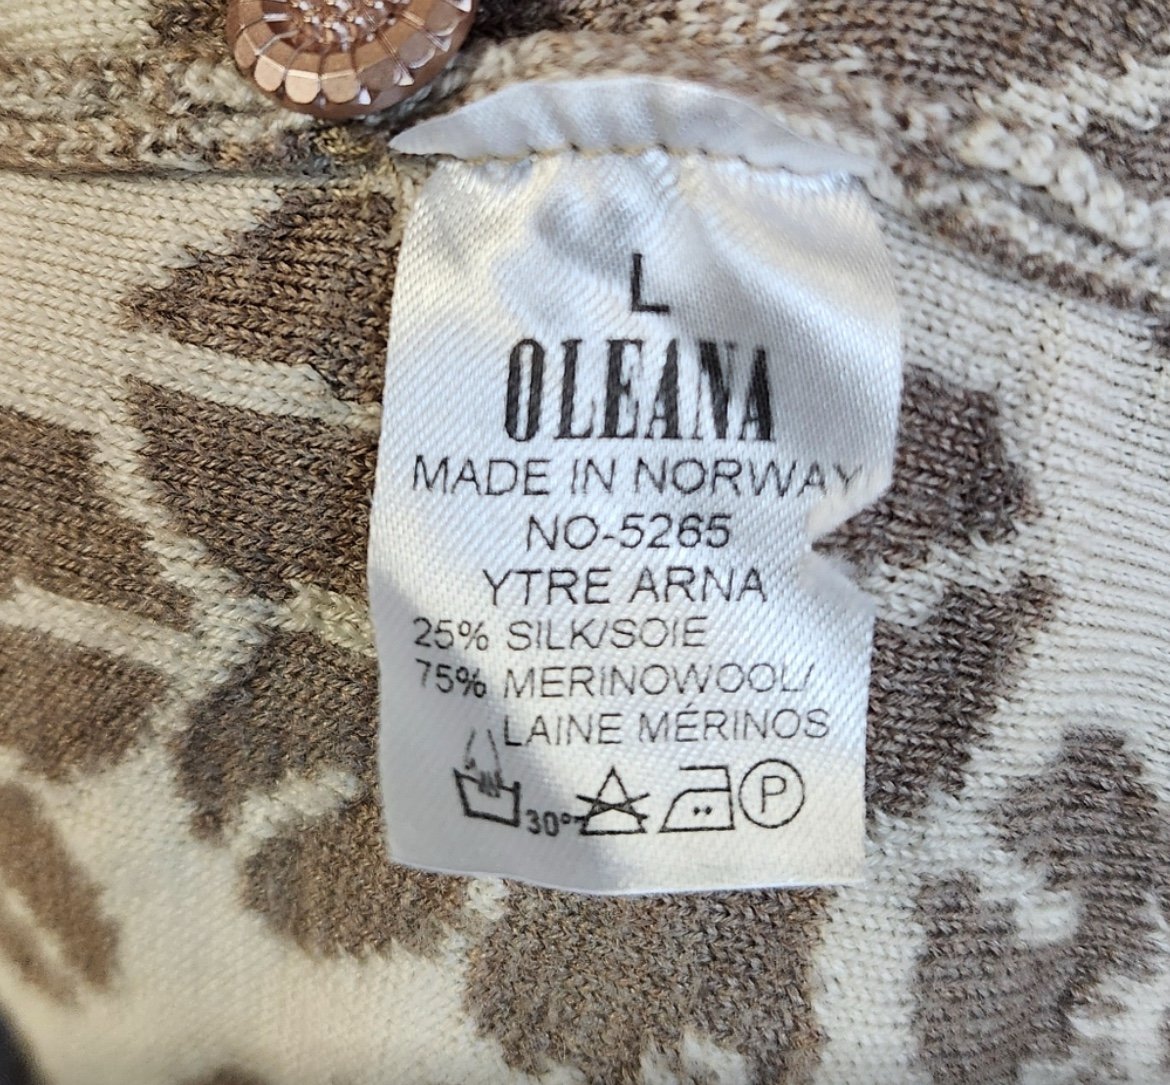 L
OLEANA
MADE IN NORWAY
NO-5265
YTRE ARNA
25% SILK/SOIE
75% MERINOWOOL/
LAINE MÉRINOS
30° P